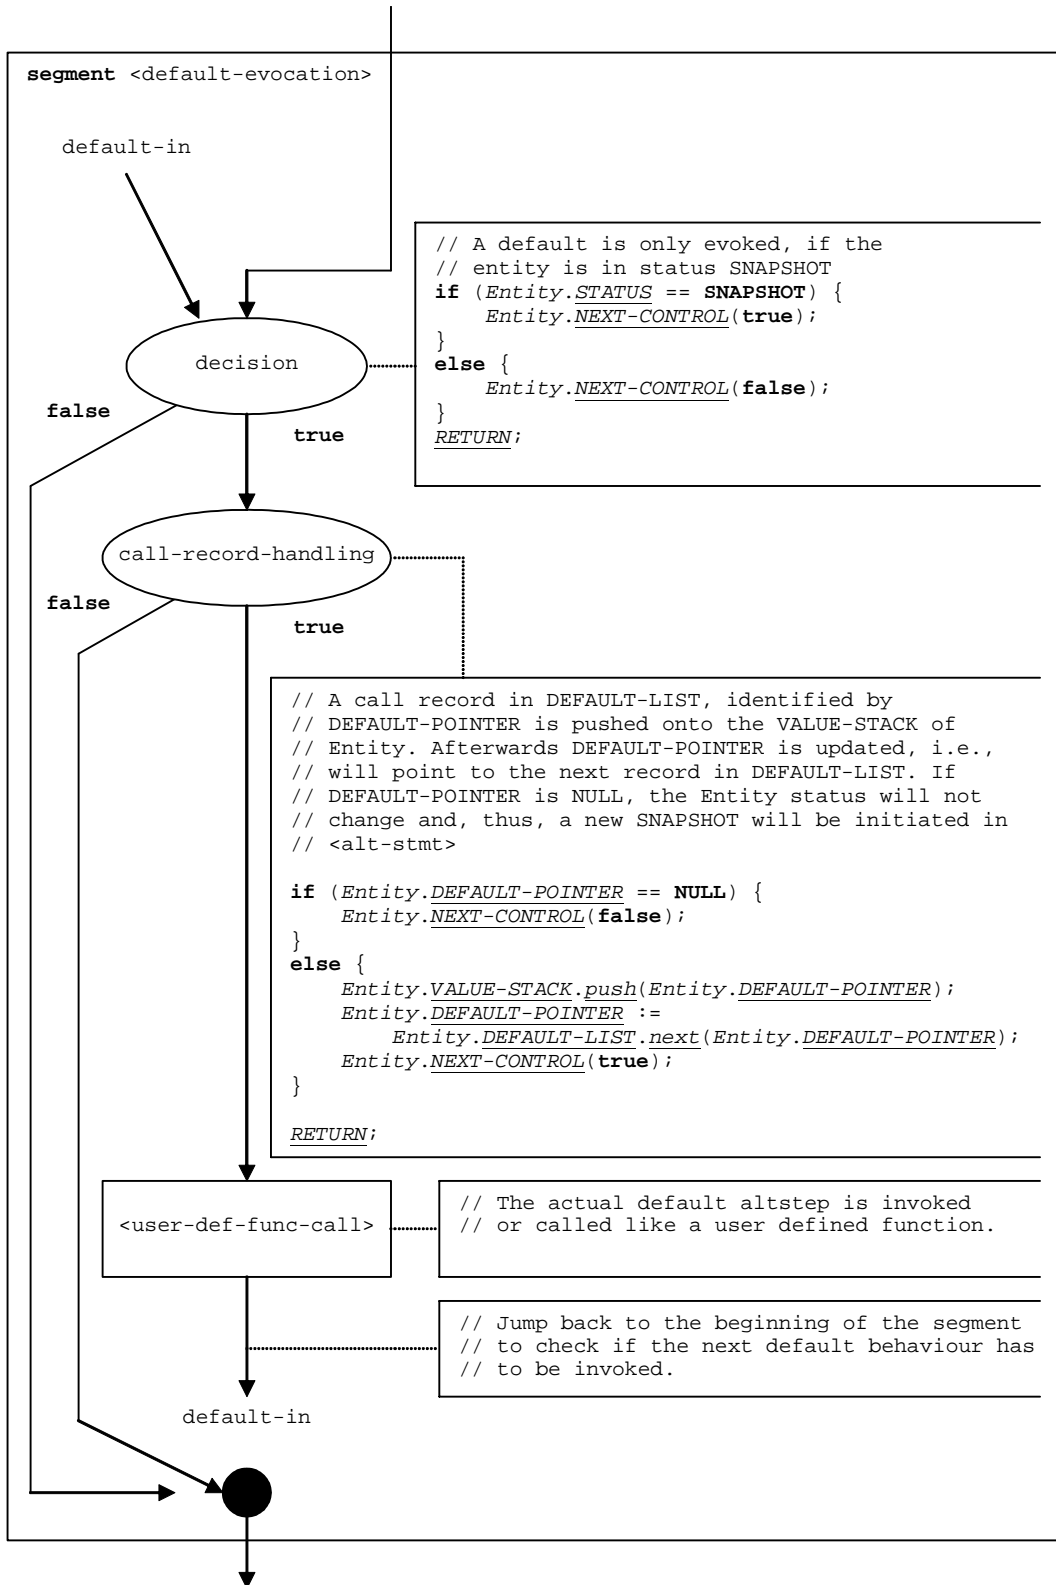 segment <default-evocation>
default-in
// A default is only evoked, if the
// entity is in status SNAPSHOT
if (Entity.STATUS == SNAPSHOT) {
Entity.NEXT-CONTROL(true);
}
else {
Entity.NEXT-CONTROL(false);
}
RETURN;
decision
false
true
call-record-handling
false
true
// A call record in DEFAULT-LIST, identified by
// DEFAULT-POINTER is pushed onto the VALUE-STACK of
// Entity. Afterwards DEFAULT-POINTER is updated, i.e.,
// will point to the next record in DEFAULT-LIST. If
// DEFAULT-POINTER is NULL, the Entity status will not
// change and, thus, a new SNAPSHOT will be initiated in
// <alt-stmt>
if (Entity.DEFAULT-POINTER == NULL) {
Entity.NEXT-CONTROL(false);
}
else {
Entity.VALUE-STACK.push(Entity.DEFAULT-POINTER);
Entity.DEFAULT-POINTER :=
Entity.DEFAULT-LIST.next(Entity.DEFAULT-POINTER);
Entity.NEXT-CONTROL(true);
}
RETURN;
<user-def-func-call>
// The actual default altstep is invoked
// or called like a user defined function.
// Jump back to the beginning of the segment
// to check if the next default behaviour has
// to be invoked.
default-in